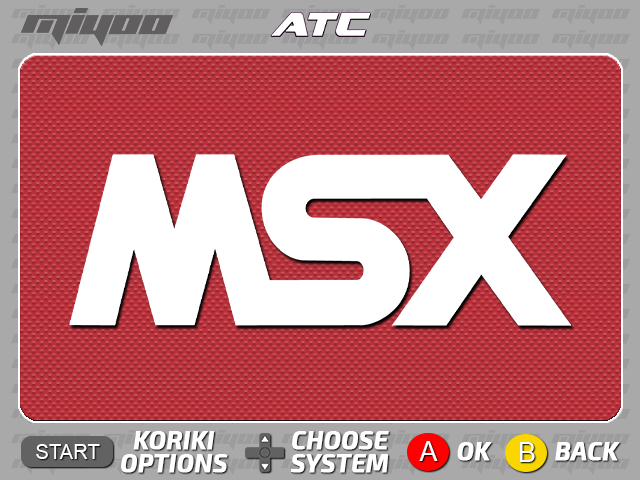 miyoo
ATC
MSX
START
KORIKI
OPTIONS
CHOOSE
SYSTEM
A
OK
B
BACK